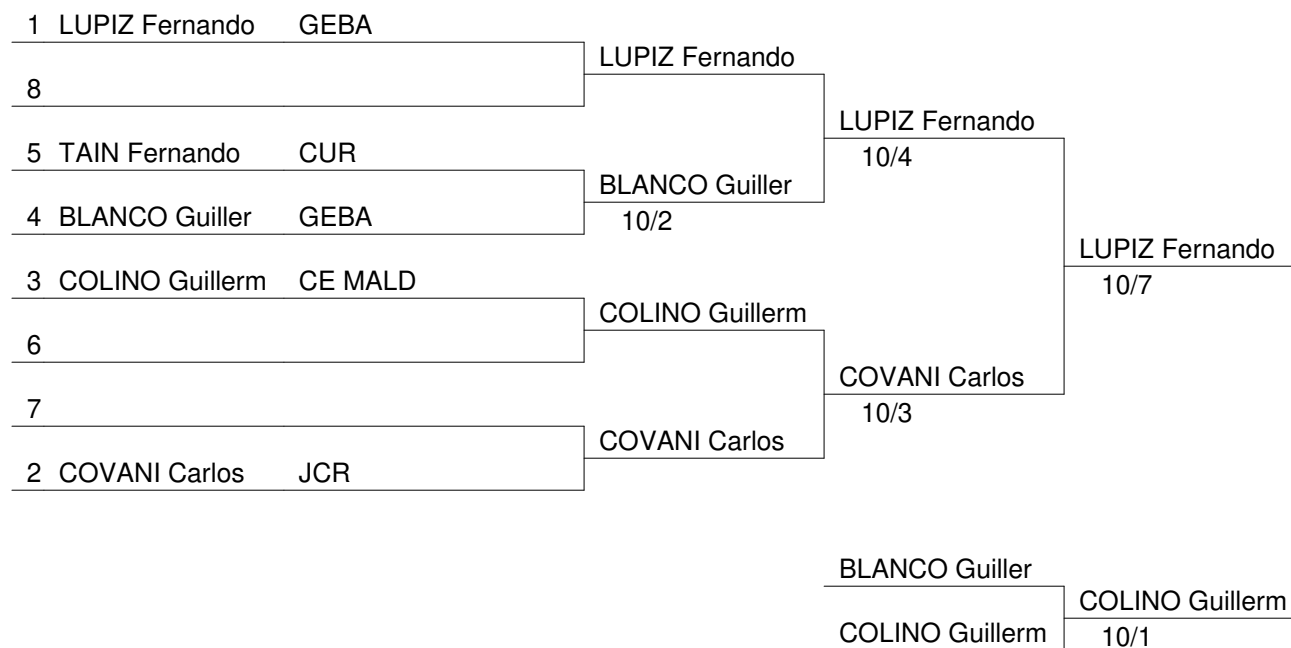 1 LUPIZ Fernando GEBA
LUPIZ Fernando
8
LUPIZ Fernando
10/4
5 TAIN Fernando CUR
BLANCO Guiller
10/2
4 BLANCO Guiller GEBA
LUPIZ Fernando
10/7
3 COLINO Guillerm CE MALD
COLINO Guillerm
6
COVANI Carlos
10/3
7
COVANI Carlos
2 COVANI Carlos JCR
BLANCO Guiller
COLINO Guillerm
10/1
COLINO Guillerm